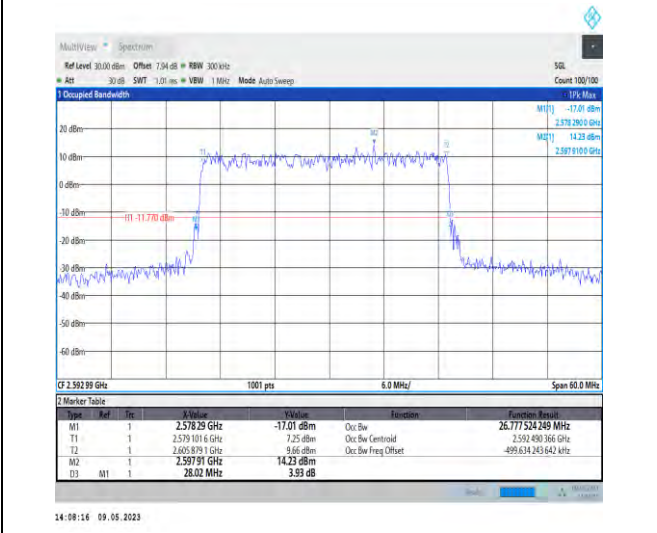 MultiView Spectrum
Ref Level 30.00 dBm Offset 7.94 dB RBW 300 kHz SGL
Att 30 dB SWT 1.01 ms VBW 1 MHz Mode Auto Sweep Count 100/100
1 Occupied Bandwidth 1Pk Max
M1[1] -17.01 dBm
2.578 290 0 GHz
M2[1] 14.23 dBm
2.597 910 0 GHz
20 dBm
M2
T1
T2
10 dBm
0 dBm
-10 dBm
H1 -11.770 dBm
-20 dBm
-30 dBm
-40 dBm
-50 dBm
-60 dBm
CF 2.592 99 GHz 1001 pts 6.0 MHz/ Span 60.0 MHz
2 Marker Table
Type Ref Trc X-Value Y-Value Function Function Result
M1 1 2.578 29 GHz -17.01 dBm Occ Bw 26.777 524 249 MHz
T1 1 2.579 101 6 GHz 7.25 dBm Occ Bw Centroid 2.592 490 366 GHz
T2 1 2.605 879 1 GHz 9.66 dBm Occ Bw Freq Offset -499.634 243 642 kHz
M2 1 2.597 91 GHz 14.23 dBm
D3 M1 1 28.02 MHz 3.93 dB
14:08:16 09.05.2023